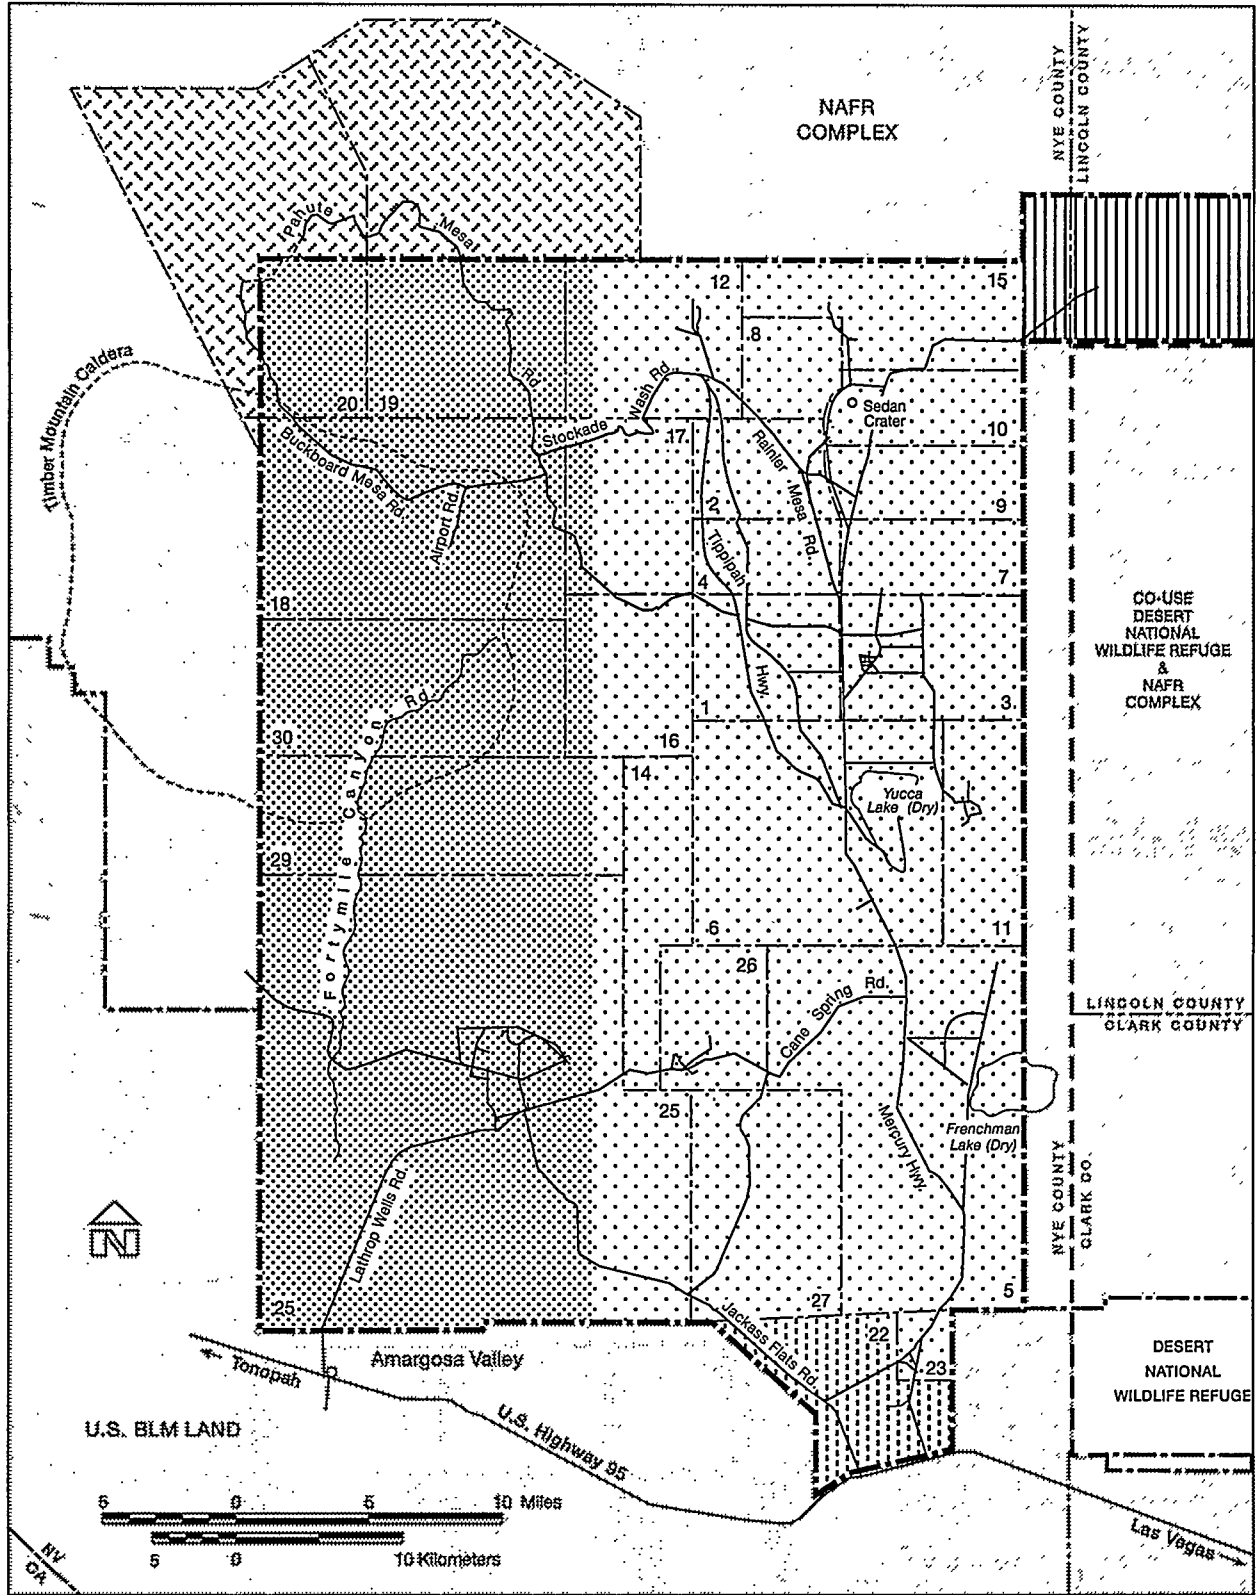 NAFR
COMPLEX
NYE COUNTY
LINCOLN COUNTY
Pahute Mesa Rd.
12
15
8
Timber Mountain Caldera
20
19
Stockade Wash Rd.
Sedan
Crater
Buckboard Mesa Rd.
17
Rainier Mesa Rd.
10
Airport Rd.
2
9
Tippipah Hwy.
4
7
18
CO-USE
DESERT
NATIONAL
WILDLIFE REFUGE
&
NAFR
COMPLEX
Fortymile Canyon Rd.
1
3
30
16
14
Yucca
Lake (Dry)
29
6
11
26
Cane Spring Rd.
LINCOLN COUNTY
CLARK COUNTY
25
Mercury Hwy.
Frenchman
Lake (Dry)
NYE COUNTY
CLARK CO.
Lathrop Wells Rd.
N
25
27
5
Jackass Flats Rd.
22
23
Amargosa Valley
Tonopah
DESERT
NATIONAL
WILDLIFE REFUGE
U.S. BLM LAND
U.S. Highway 95
5 0 5 10 Miles
5 0 10 Kilometers
Las Vegas
NV
CA